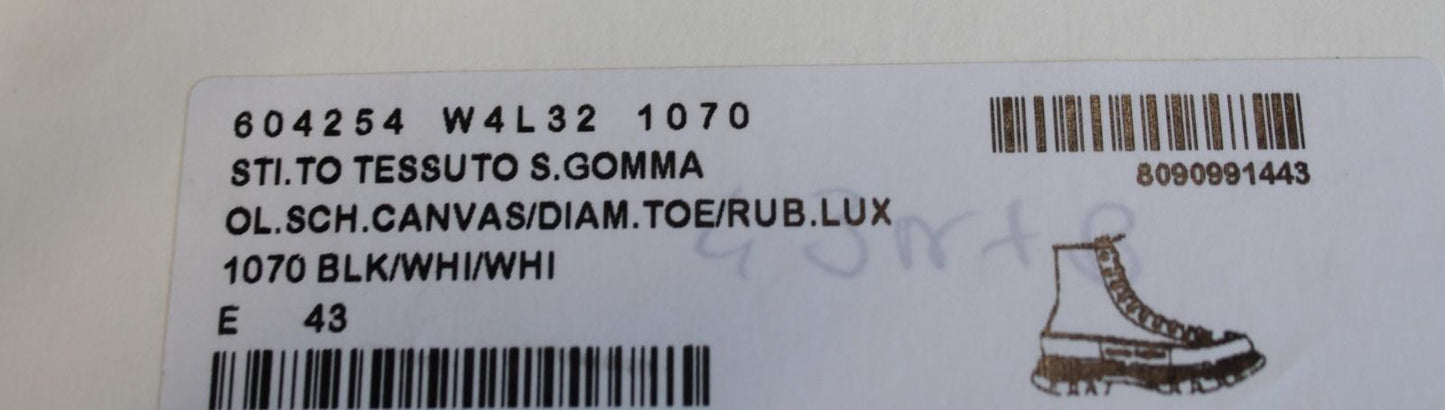 604254 W4L32 1070
STI.TO TESSUTO S.GOMMA
OL.SCH.CANVAS/DIAM.TOE/RUB.LUX
1070 BLK/WHI/WHI
E 43
8090991443